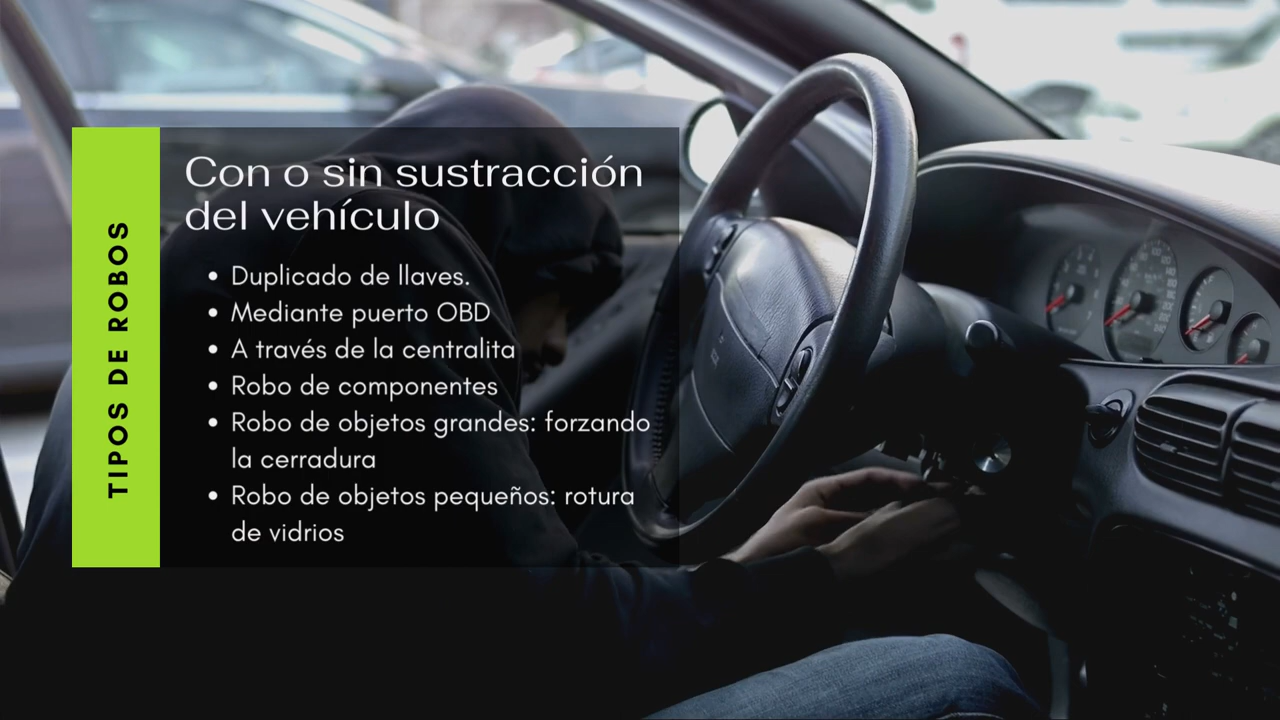 TIPOS DE ROBOS
Con o sin sustracción
del vehículo
• Duplicado de llaves.
• Mediante puerto OBD
• A través de la centralita
• Robo de componentes
• Robo de objetos grandes: forzando
la cerradura
• Robo de objetos pequeños: rotura
de vidrios